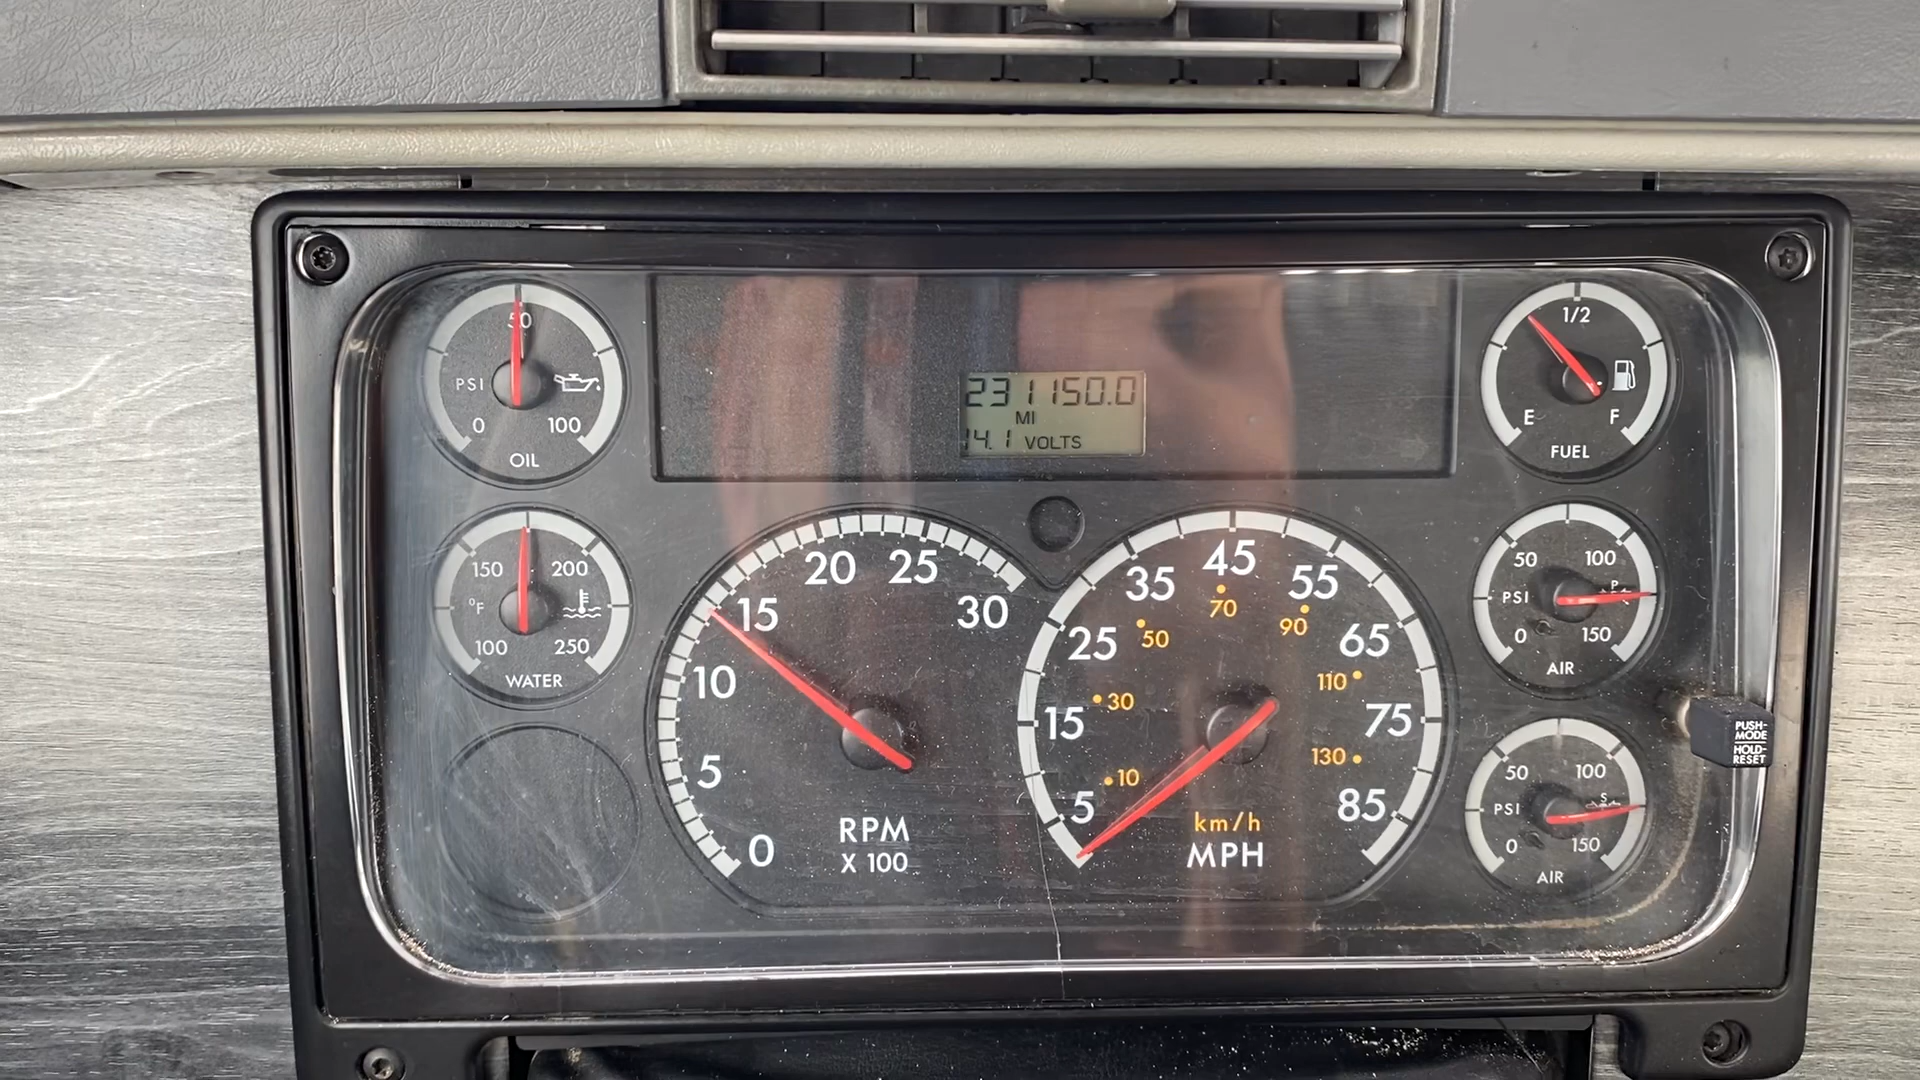 50
PSI
0
100
OIL
231150.0
MI
14.1 VOLTS
1/2
E
F
FUEL
150
200
°F
100
250
WATER
0
5
10
15
20
25
30
RPM
X 100
5
15
25
35
45
55
65
75
85
10
30
50
70
90
110
130
km/h
MPH
50
100
P
PSI
0
150
AIR
50
100
S
PSI
0
150
AIR
PUSH-
MODE
HOLD-
RESET